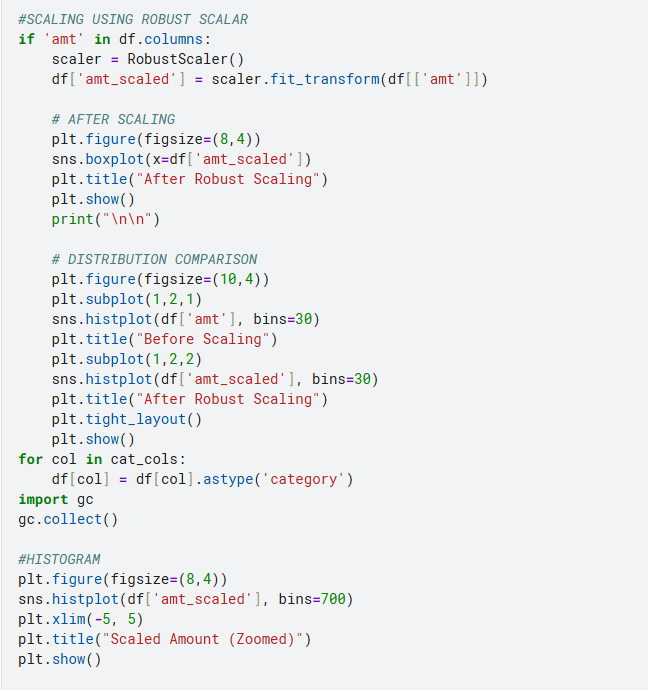 #SCALING USING ROBUST SCALAR
if 'amt' in df.columns:
    scaler = RobustScaler()
    df['amt_scaled'] = scaler.fit_transform(df[['amt']])

    # AFTER SCALING
    plt.figure(figsize=(8,4))
    sns.boxplot(x=df['amt_scaled'])
    plt.title("After Robust Scaling")
    plt.show()
    print("\n\n")

    # DISTRIBUTION COMPARISON
    plt.figure(figsize=(10,4))
    plt.subplot(1,2,1)
    sns.histplot(df['amt'], bins=30)
    plt.title("Before Scaling")
    plt.subplot(1,2,2)
    sns.histplot(df['amt_scaled'], bins=30)
    plt.title("After Robust Scaling")
    plt.tight_layout()
    plt.show()
for col in cat_cols:
    df[col] = df[col].astype('category')
import gc
gc.collect()

#HISTOGRAM
plt.figure(figsize=(8,4))
sns.histplot(df['amt_scaled'], bins=700)
plt.xlim(-5, 5)
plt.title("Scaled Amount (Zoomed)")
plt.show()